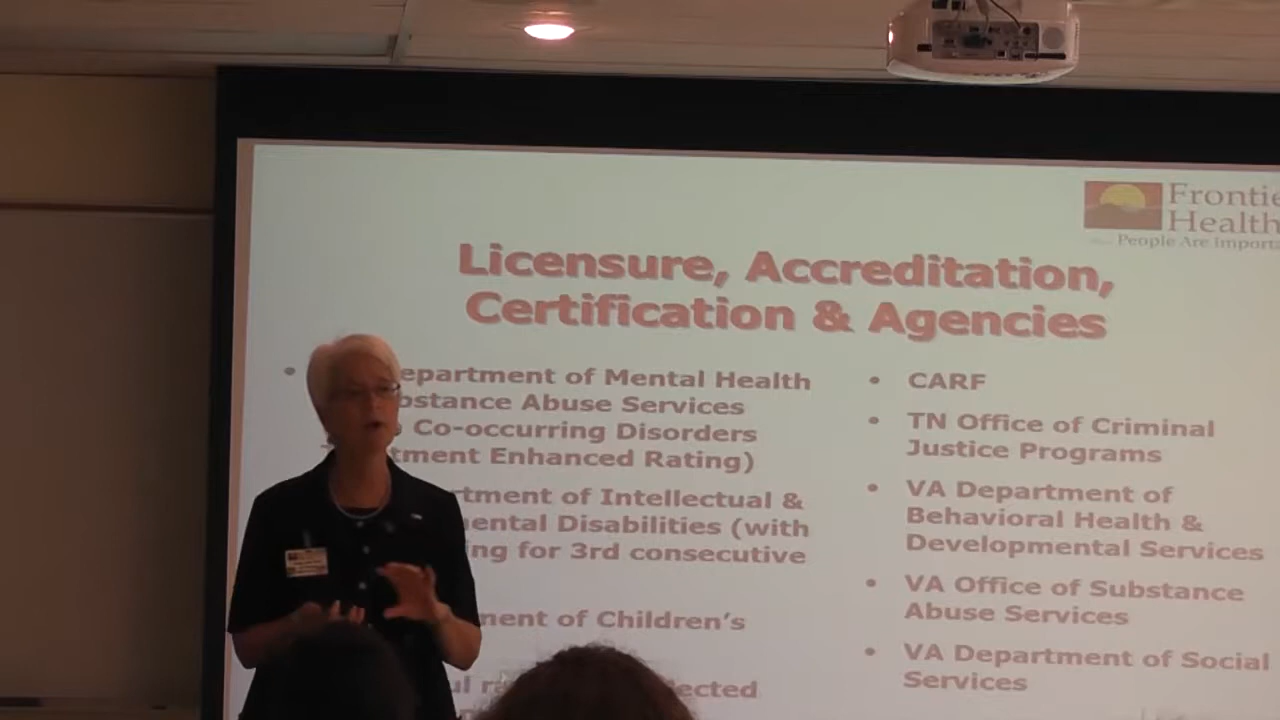 Frontie
Health
People Are Importa
Licensure, Accreditation,
Certification & Agencies
• epartment of Mental Health
bstance Abuse Services
Co-occurring Disorders
tment Enhanced Rating)
rtment of Intellectual &
ental Disabilities (with
ing for 3rd consecutive
ment of Children's
ected
• CARF
• TN Office of Criminal
Justice Programs
• VA Department of
Behavioral Health &
Developmental Services
• VA Office of Substance
Abuse Services
• VA Department of Social
Services